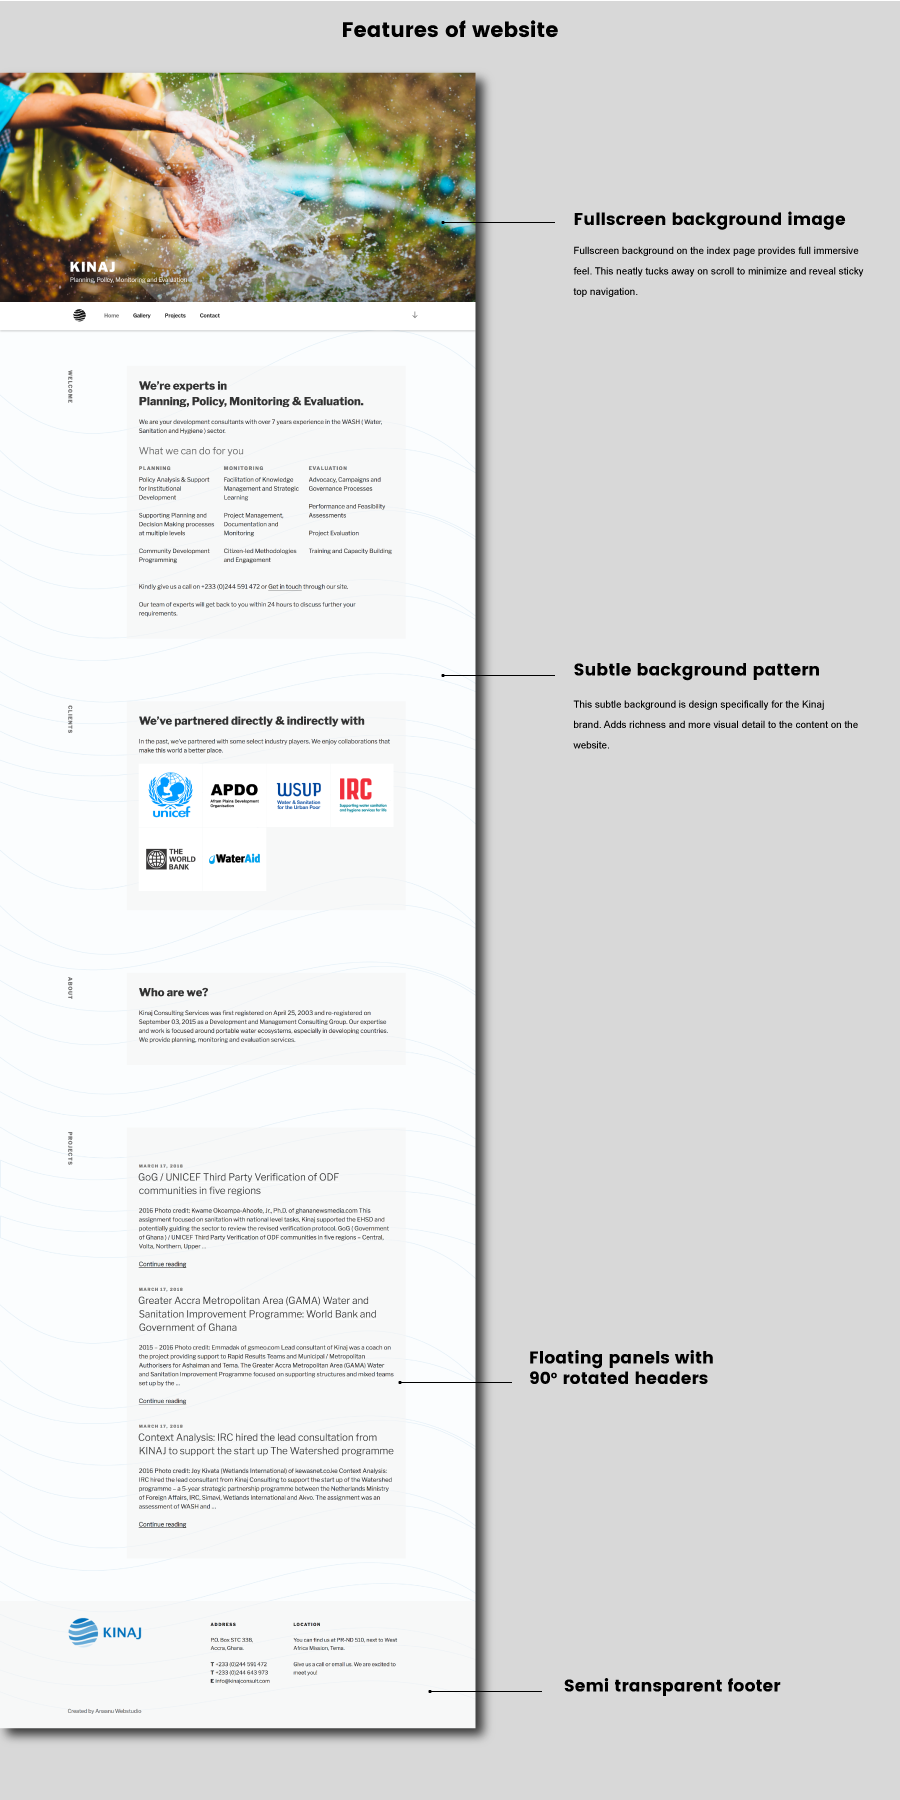 Features of website
KINAJ
Planning, Policy, Monitoring and Evaluation
Fullscreen background image
Fullscreen background on the index page provides full immersive
feel. This neatly tucks away on scroll to minimize and reveal sticky
top navigation.
Home Gallery Projects Contact
WELCOME
We're experts in
Planning, Policy, Monitoring & Evaluation.
We are your development consultants with over 7 years experience in the WASH ( Water,
Sanitation and Hygiene ) sector.
What we can do for you
PLANNING
Policy Analysis & Support
for Institutional
Development
Supporting Planning and
Decision Making processes
at multiple levels
Community Development
Programming
MONITORING
Facilitation of Knowledge
Management and Strategic
Learning
Project Management,
Documentation and
Monitoring
Citizen-led Methodologies
and Engagement
EVALUATION
Advocacy, Campaigns and
Governance Processes
Performance and Feasibility
Assessments
Project Evaluation
Training and Capacity Building
Kindly give us a call on +233 (0)244 591 472 or Get in touch through our site.
Our team of experts will get back to you within 24 hours to discuss further your
requirements.
Subtle background pattern
This subtle background is design specifically for the Kinaj
brand. Adds richness and more visual detail to the content on the
website.
CLIENTS
We've partnered directly & indirectly with
In the past, we've partnered with some select industry players. We enjoy collaborations that
make this world a better place.
unicef
APDO
Afram Plains Development
Organisation
WSUP
Water & Sanitation
for the Urban Poor
IRC
Supporting water sanitation
and hygiene services for life
THE
WORLD
BANK
WaterAid
ABOUT
Who are we?
Kinaj Consulting Services was first registered on April 25, 2003 and re-registered on
September 03, 2015 as a Development and Management Consulting Group. Our expertise
and work is focused around portable water ecosystems, especially in developing countries.
We provide planning, monitoring and evaluation services.
PROJECTS
MARCH 17, 2018
GoG / UNICEF Third Party Verification of ODF
communities in five regions
2016 Photo credit: Kwame Okoampa-Ahoofe, Jr., Ph.D. of ghananewsmedia.com This
assignment focused on sanitation with national level tasks. Kinaj supported the EHSD and
potentially guiding the sector to review the revised verification protocol. GoG ( Government
of Ghana ) / UNICEF Third Party Verification of ODF communities in five regions – Central,
Volta, Northern, Upper ...
Continue reading
MARCH 17, 2018
Greater Accra Metropolitan Area (GAMA) Water and
Sanitation Improvement Programme: World Bank and
Government of Ghana
2015 – 2016 Photo credit: Emmadak of gsmeo.com Lead consultant of Kinaj was a coach on
the project providing support to Rapid Results Teams and Municipal / Metropolitan
Authorisers for Ashaiman and Tema. The Greater Accra Metropolitan Area (GAMA) Water
and Sanitation Improvement Programme focused on supporting structures and mixed teams
set up by the ...
Continue reading
Floating panels with
90º rotated headers
MARCH 17, 2018
Context Analysis: IRC hired the lead consultation from
KINAJ to support the start up The Watershed programme
2016 Photo credit: Joy Kivata (Wetlands International) of kewasnet.co.ke Context Analysis:
IRC hired the lead consultant from Kinaj Consulting to support the start up of the Watershed
programme – a 5-year strategic partnership programme between the Netherlands Ministry
of Foreign Affairs, IRC, Simavi, Wetlands International and Akvo. The assignment was an
assessment of WASH and ...
Continue reading
KINAJ
ADDRESS
P.O. Box STC 338,
Accra, Ghana.
T +233 (0)244 591 472
T +233 (0)244 643 973
E info@kinajconsult.com
LOCATION
You can find us at PR-ND 510, next to West
Africa Mission, Tema.
Give us a call or email us. We are excited to
meet you!
Semi transparent footer
Created by Ansanu Webstudio